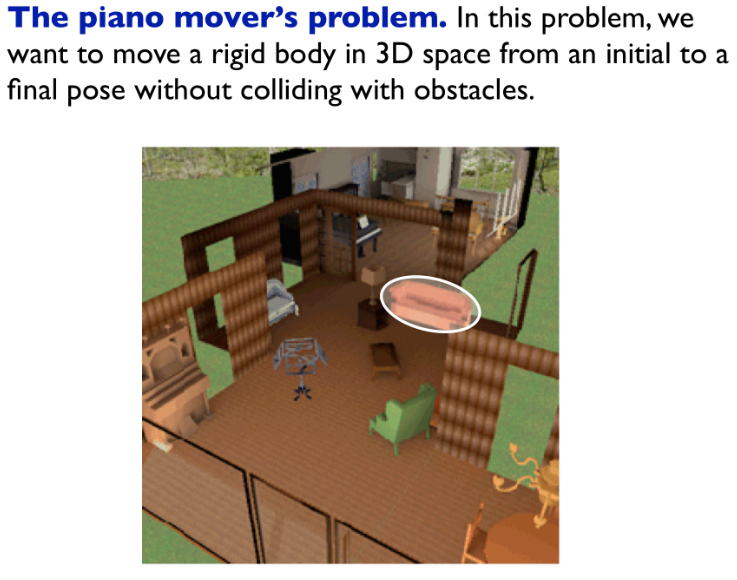 The piano mover's problem. In this problem, we
want to move a rigid body in 3D space from an initial to a
final pose without colliding with obstacles.